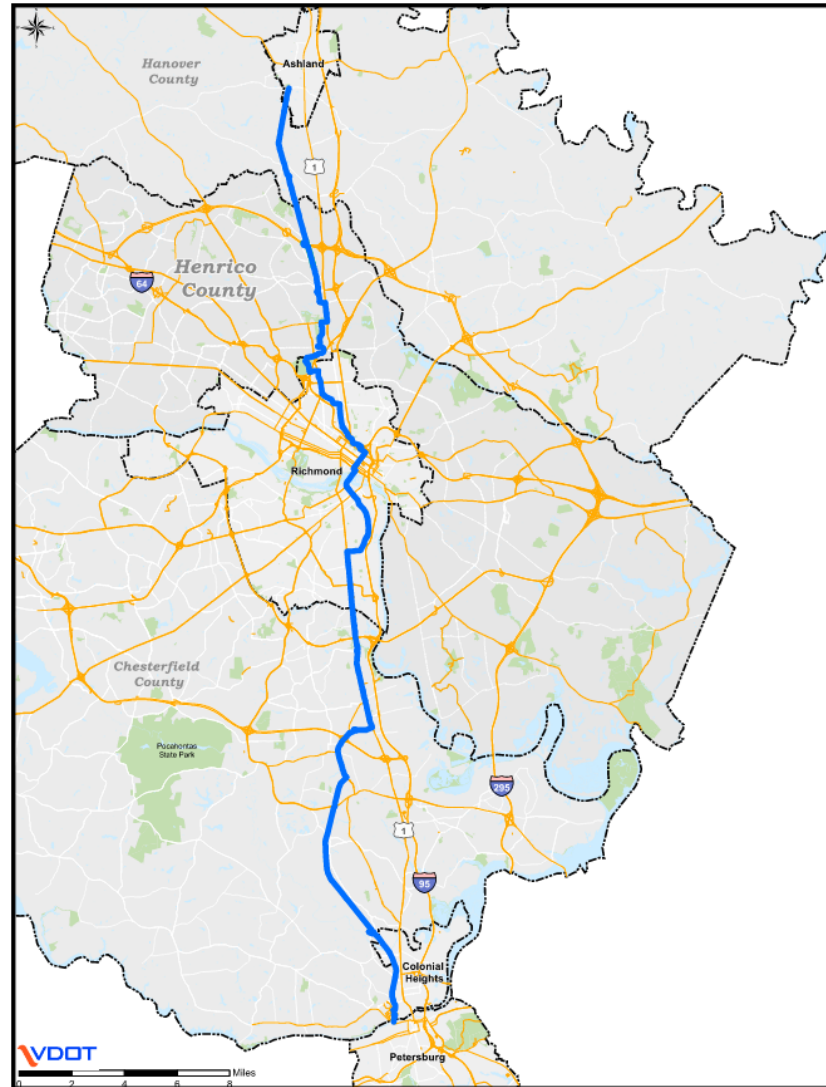 Ashland
Hanover
County
1
Henrico
County
64
Richmond
Chesterfield
County
Pocahontas
State Park
295
1
95
Colonial
Heights
VDOT
Petersburg
Miles
0 2 4 6 8